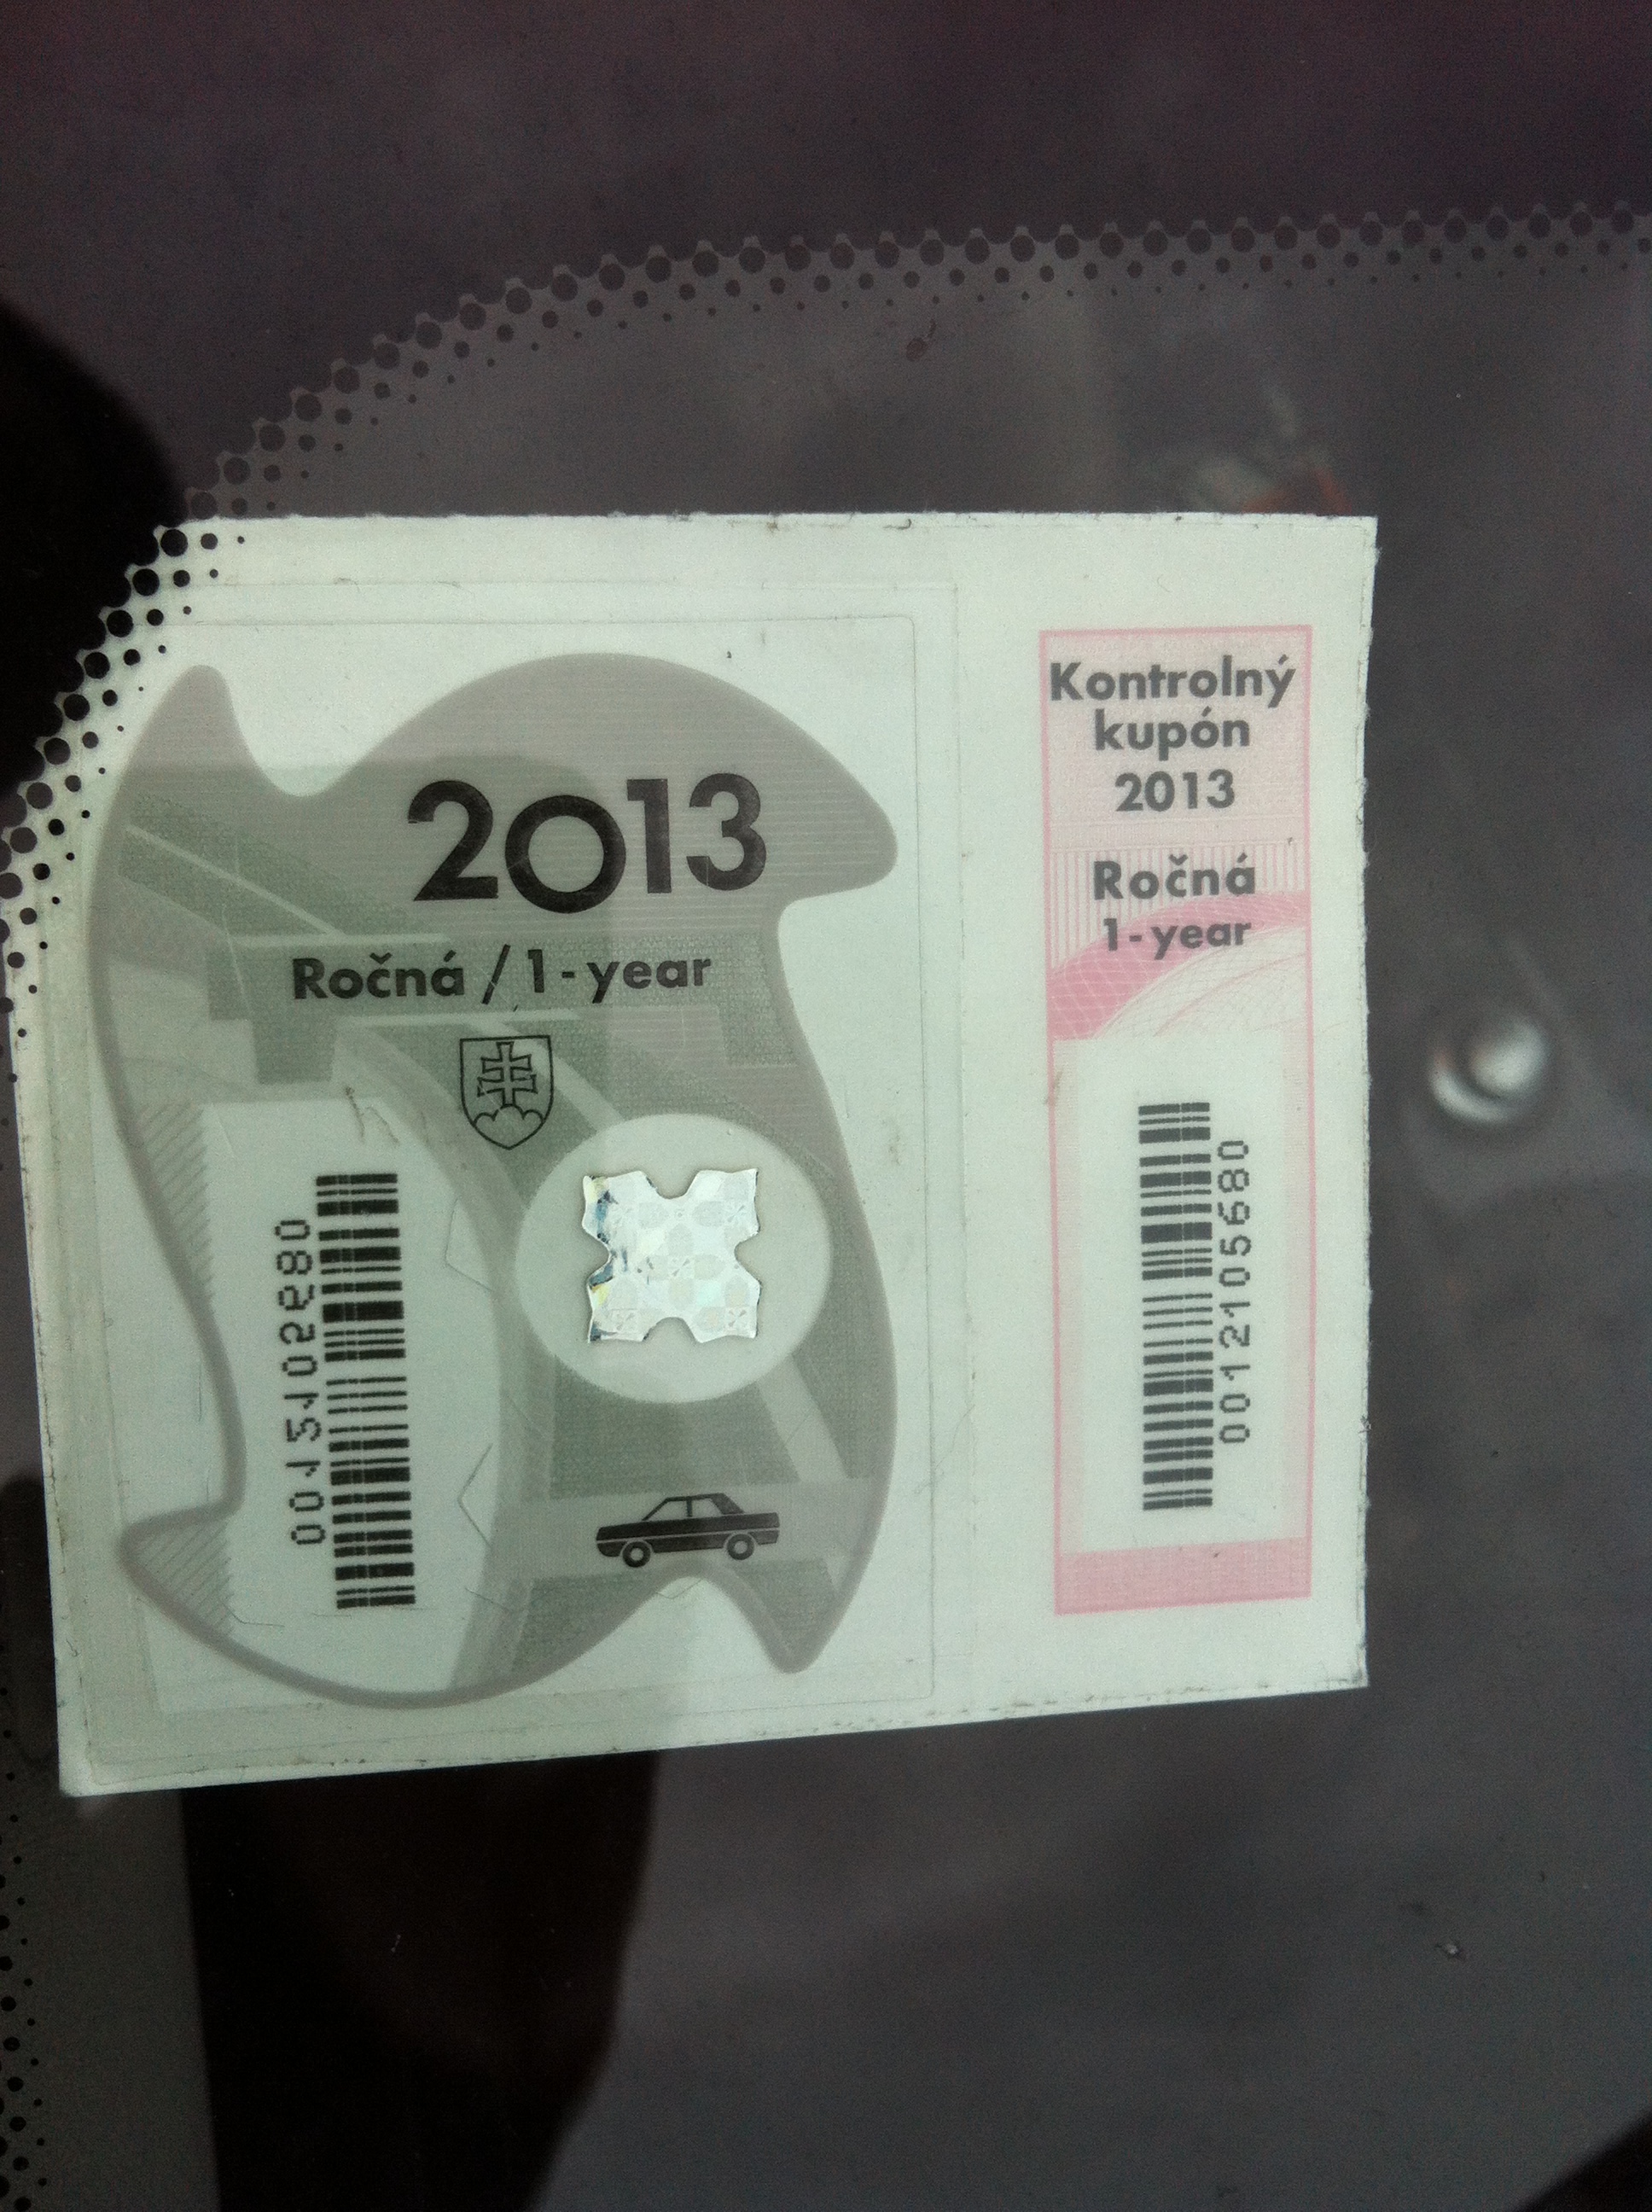 2013
Ročná / 1-year
0012105680
Kontrolný
kupón
2013
Ročná
1-year
0012105680